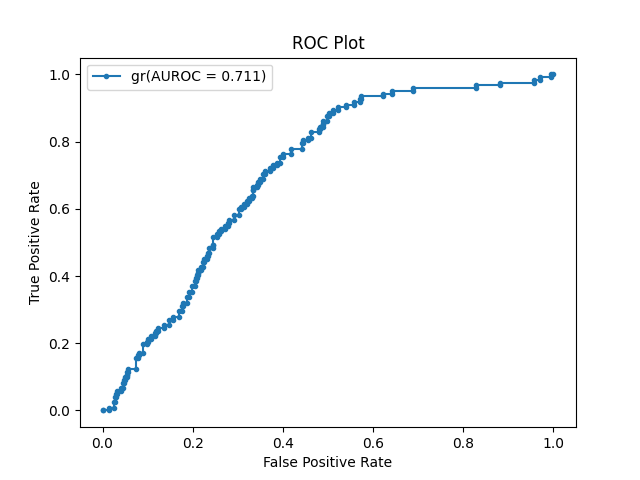 ROC Plot
gr(AUROC = 0.711)
True Positive Rate
1.0
0.8
0.6
0.4
0.2
0.0
0.0 0.2 0.4 0.6 0.8 1.0
False Positive Rate